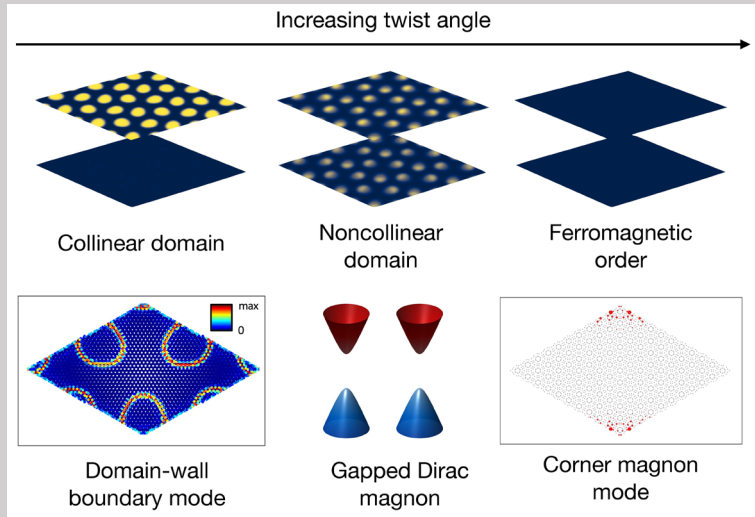 Increasing twist angle
Collinear domain
Noncollinear
domain
Ferromagnetic
order
max
0
Domain-wall
boundary mode
Gapped Dirac
magnon
Corner magnon
mode